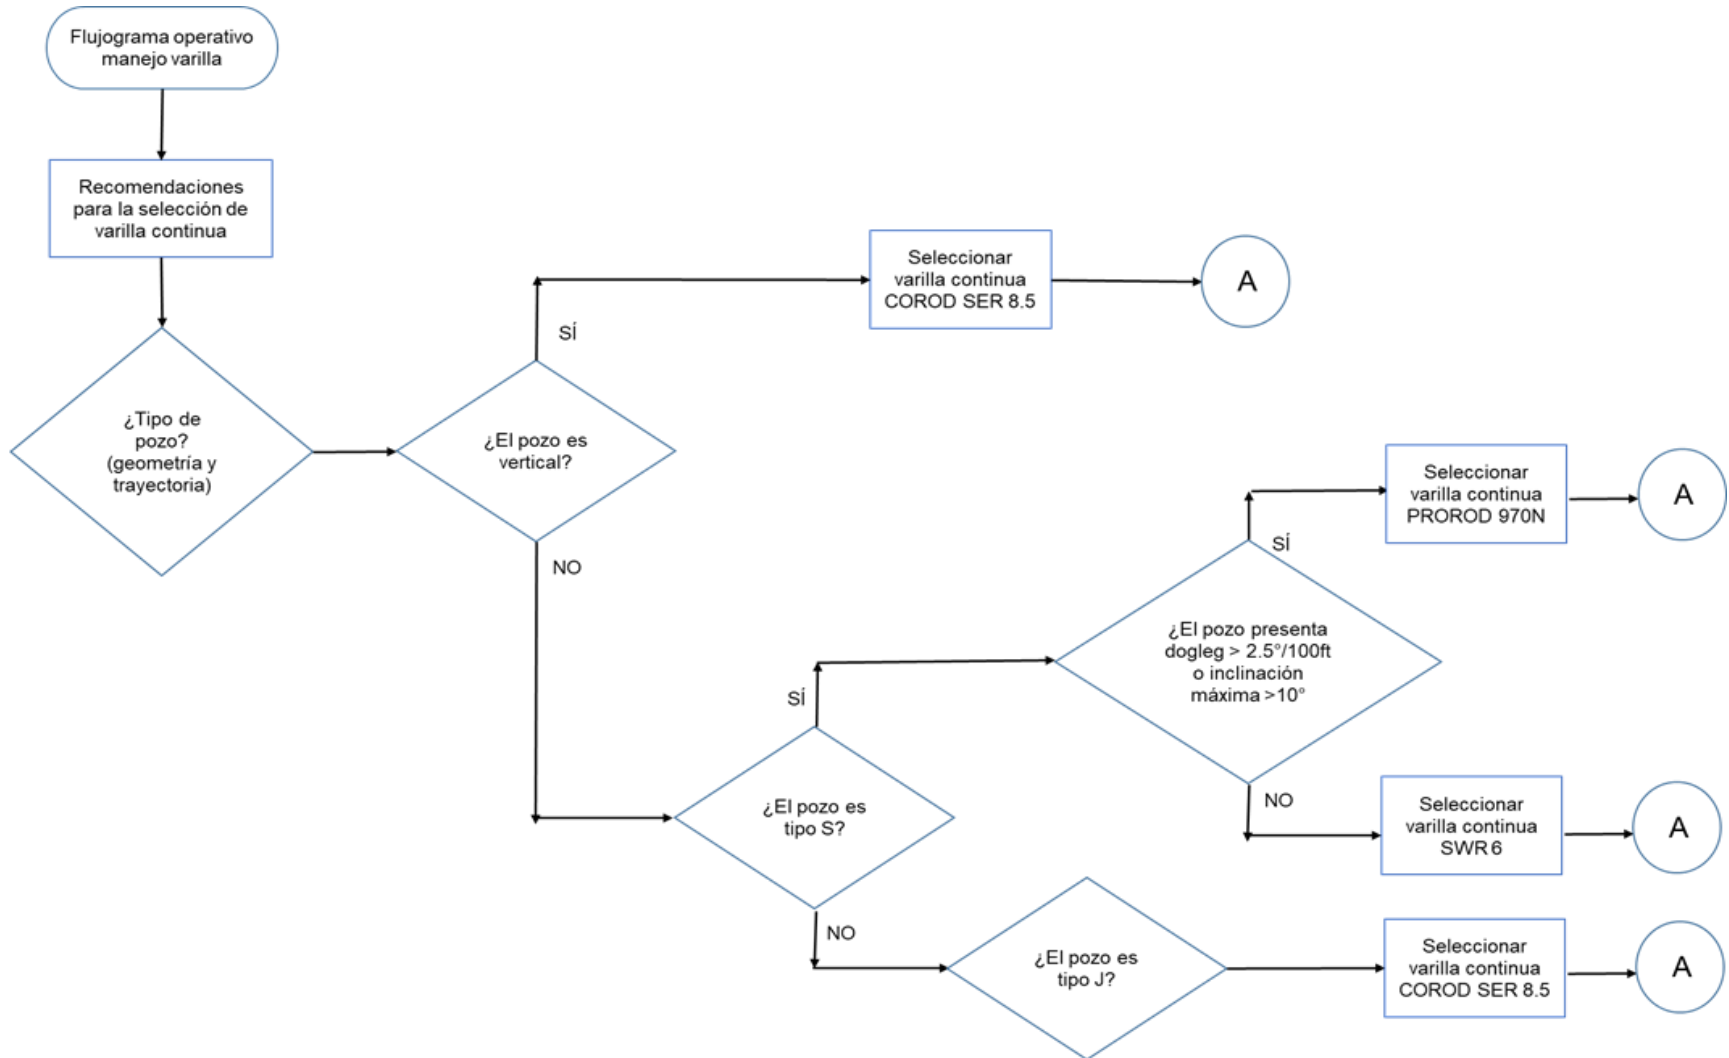 Flujograma operativo
manejo varilla
Recomendaciones
para la selección de
varilla continua
¿Tipo de
pozo?
(geometría y
trayectoria)
¿El pozo es
vertical?
SÍ
Seleccionar
varilla continua
COROD SER 8.5
A
NO
¿El pozo es
tipo S?
SÍ
¿El pozo presenta
dogleg > 2.5°/100ft
o inclinación
máxima >10°
SÍ
Seleccionar
varilla continua
PROROD 970N
A
NO
Seleccionar
varilla continua
SWR 6
A
NO
¿El pozo es
tipo J?
Seleccionar
varilla continua
COROD SER 8.5
A